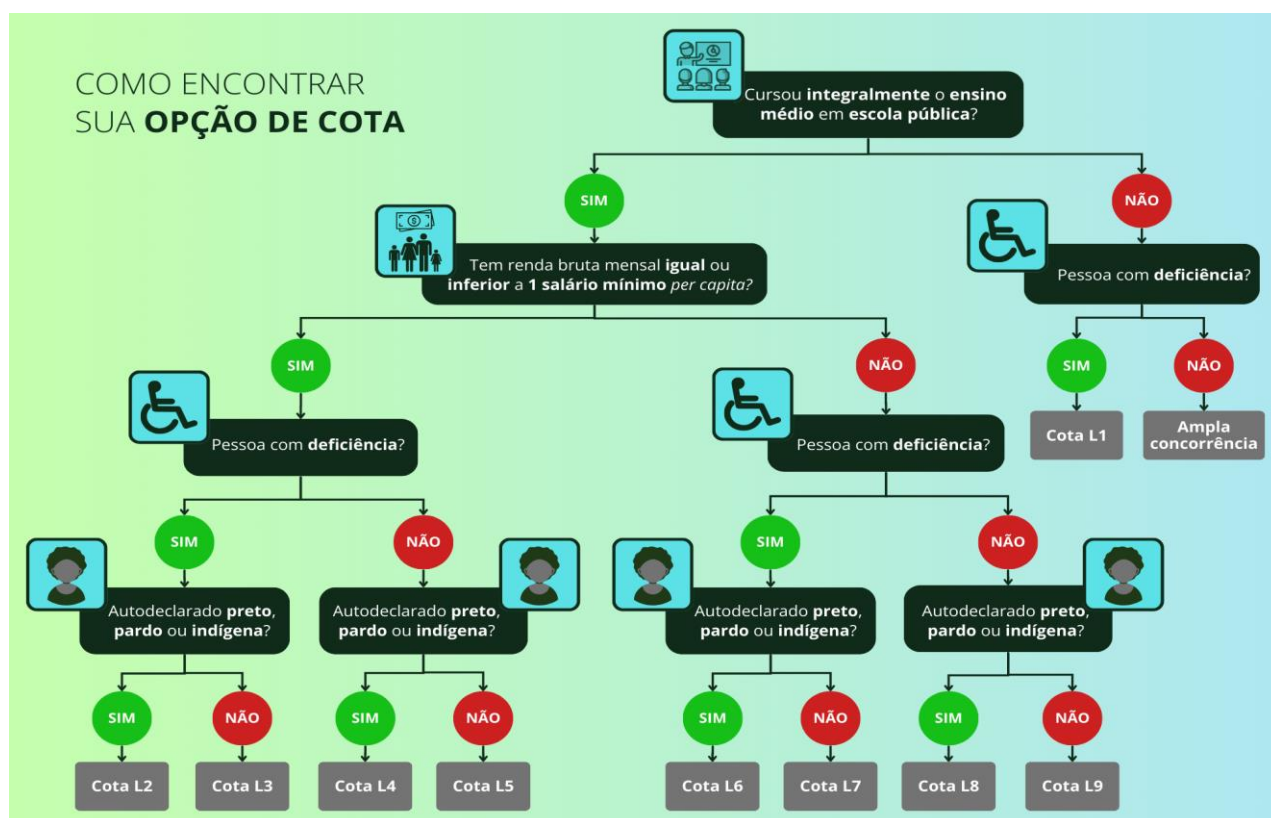 COMO ENCONTRAR
SUA OPÇÃO DE COTA
Cursou integralmente o ensino
médio em escola pública?
SIM
NÃO
Tem renda bruta mensal igual ou
inferior a 1 salário mínimo per capita?
Pessoa com deficiência?
SIM
NÃO
SIM
NÃO
Cota L1
Ampla
concorrência
Pessoa com deficiência?
Pessoa com deficiência?
SIM
NÃO
SIM
NÃO
Autodeclarado preto,
pardo ou indígena?
Autodeclarado preto,
pardo ou indígena?
Autodeclarado preto,
pardo ou indígena?
Autodeclarado preto,
pardo ou indígena?
SIM
NÃO
SIM
NÃO
SIM
NÃO
SIM
NÃO
Cota L2
Cota L3
Cota L4
Cota L5
Cota L6
Cota L7
Cota L8
Cota L9